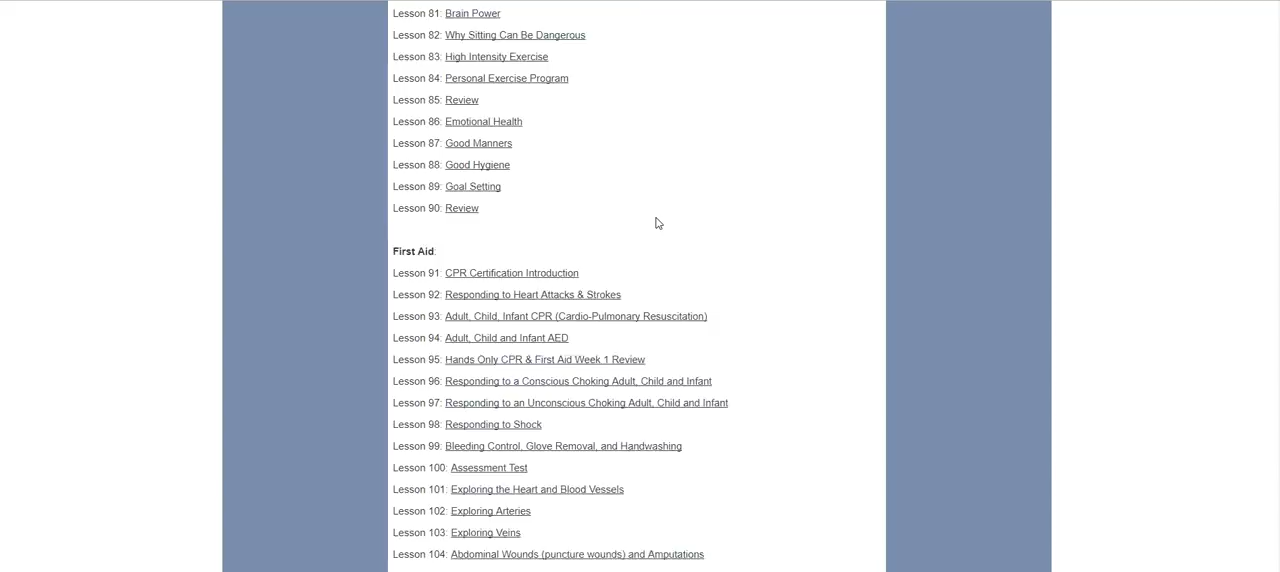 Lesson 81: Brain Power
Lesson 82: Why Sitting Can Be Dangerous
Lesson 83: High Intensity Exercise
Lesson 84: Personal Exercise Program
Lesson 85: Review
Lesson 86: Emotional Health
Lesson 87: Good Manners
Lesson 88: Good Hygiene
Lesson 89: Goal Setting
Lesson 90: Review
First Aid:
Lesson 91: CPR Certification Introduction
Lesson 92: Responding to Heart Attacks & Strokes
Lesson 93: Adult, Child, Infant CPR (Cardio-Pulmonary Resuscitation)
Lesson 94: Adult, Child and Infant AED
Lesson 95: Hands Only CPR & First Aid Week 1 Review
Lesson 96: Responding to a Conscious Choking Adult, Child and Infant
Lesson 97: Responding to an Unconscious Choking Adult, Child and Infant
Lesson 98: Responding to Shock
Lesson 99: Bleeding Control, Glove Removal, and Handwashing
Lesson 100: Assessment Test
Lesson 101: Exploring the Heart and Blood Vessels
Lesson 102: Exploring Arteries
Lesson 103: Exploring Veins
Lesson 104: Abdominal Wounds (puncture wounds) and Amputations